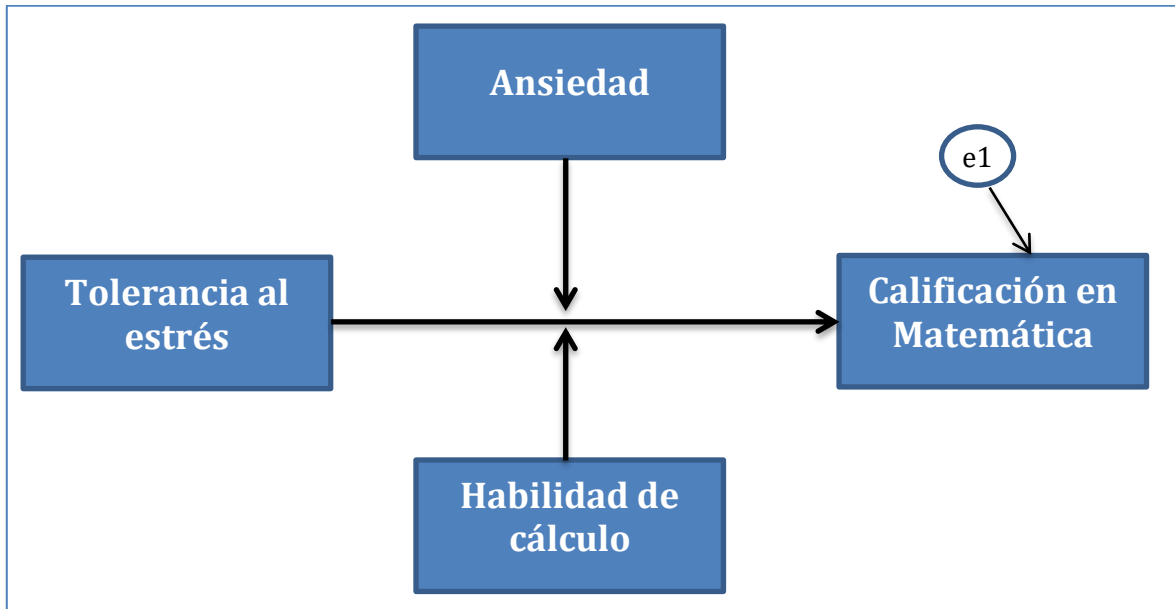 Ansiedad
e1
Tolerancia al
estrés
Calificación en
Matemática
Habilidad de
cálculo